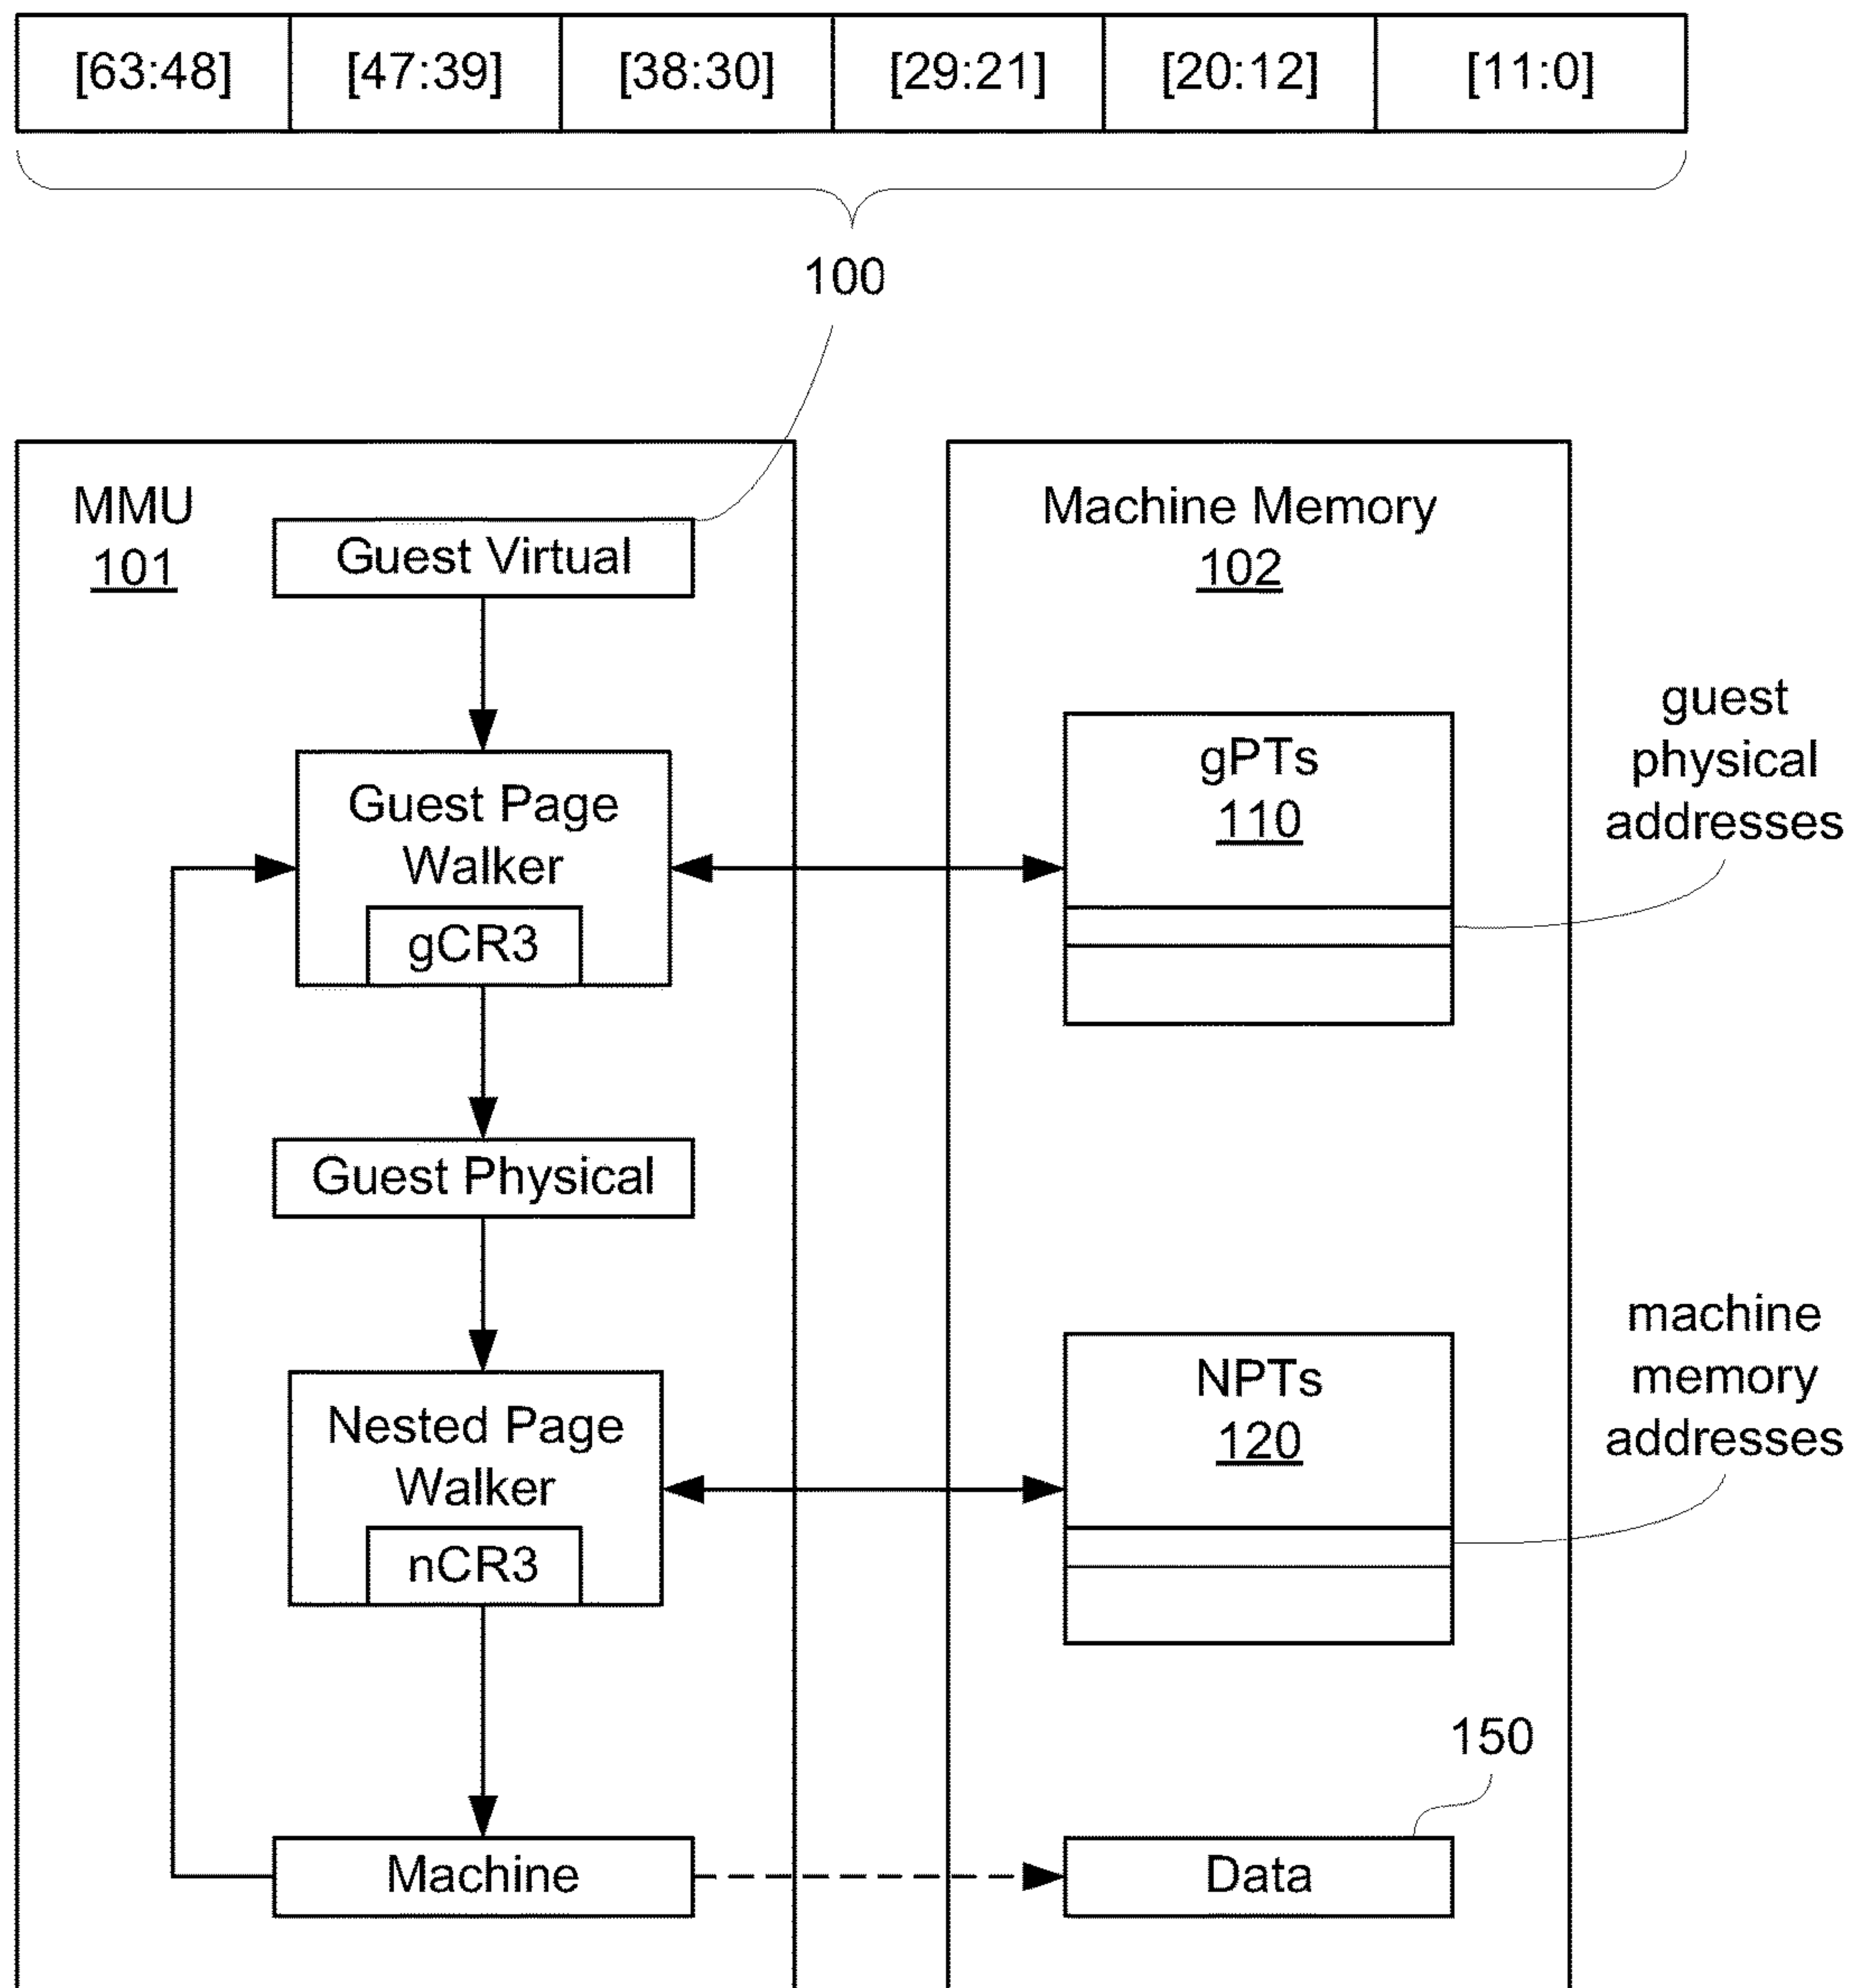 [63:48] [47:39] [38:30] [29:21] [20:12] [11:0]
100
MMU
101
Guest Virtual
Machine Memory
102
Guest Page
Walker
gCR3
gPTs
110
guest
physical
addresses
Guest Physical
Nested Page
Walker
nCR3
NPTs
120
machine
memory
addresses
150
Machine
Data